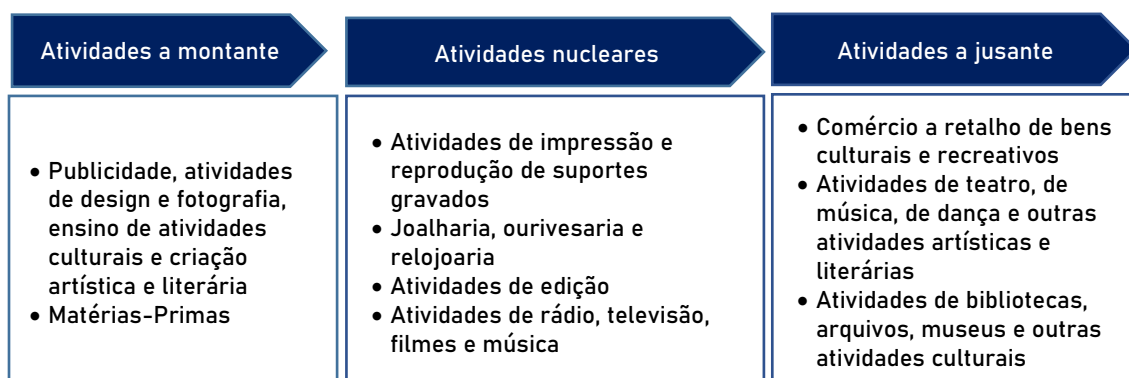 Atividades a montante
Atividades nucleares
Atividades a jusante
• Publicidade, atividades
de design e fotografia,
ensino de atividades
culturais e criação
artística e literária
• Matérias-Primas
• Atividades de impressão e
reprodução de suportes
gravados
• Joalharia, ourivesaria e
relojoaria
• Atividades de edição
• Atividades de rádio, televisão,
filmes e música
• Comércio a retalho de bens
culturais e recreativos
• Atividades de teatro, de
música, de dança e outras
atividades artísticas e
literárias
• Atividades de bibliotecas,
arquivos, museus e outras
atividades culturais